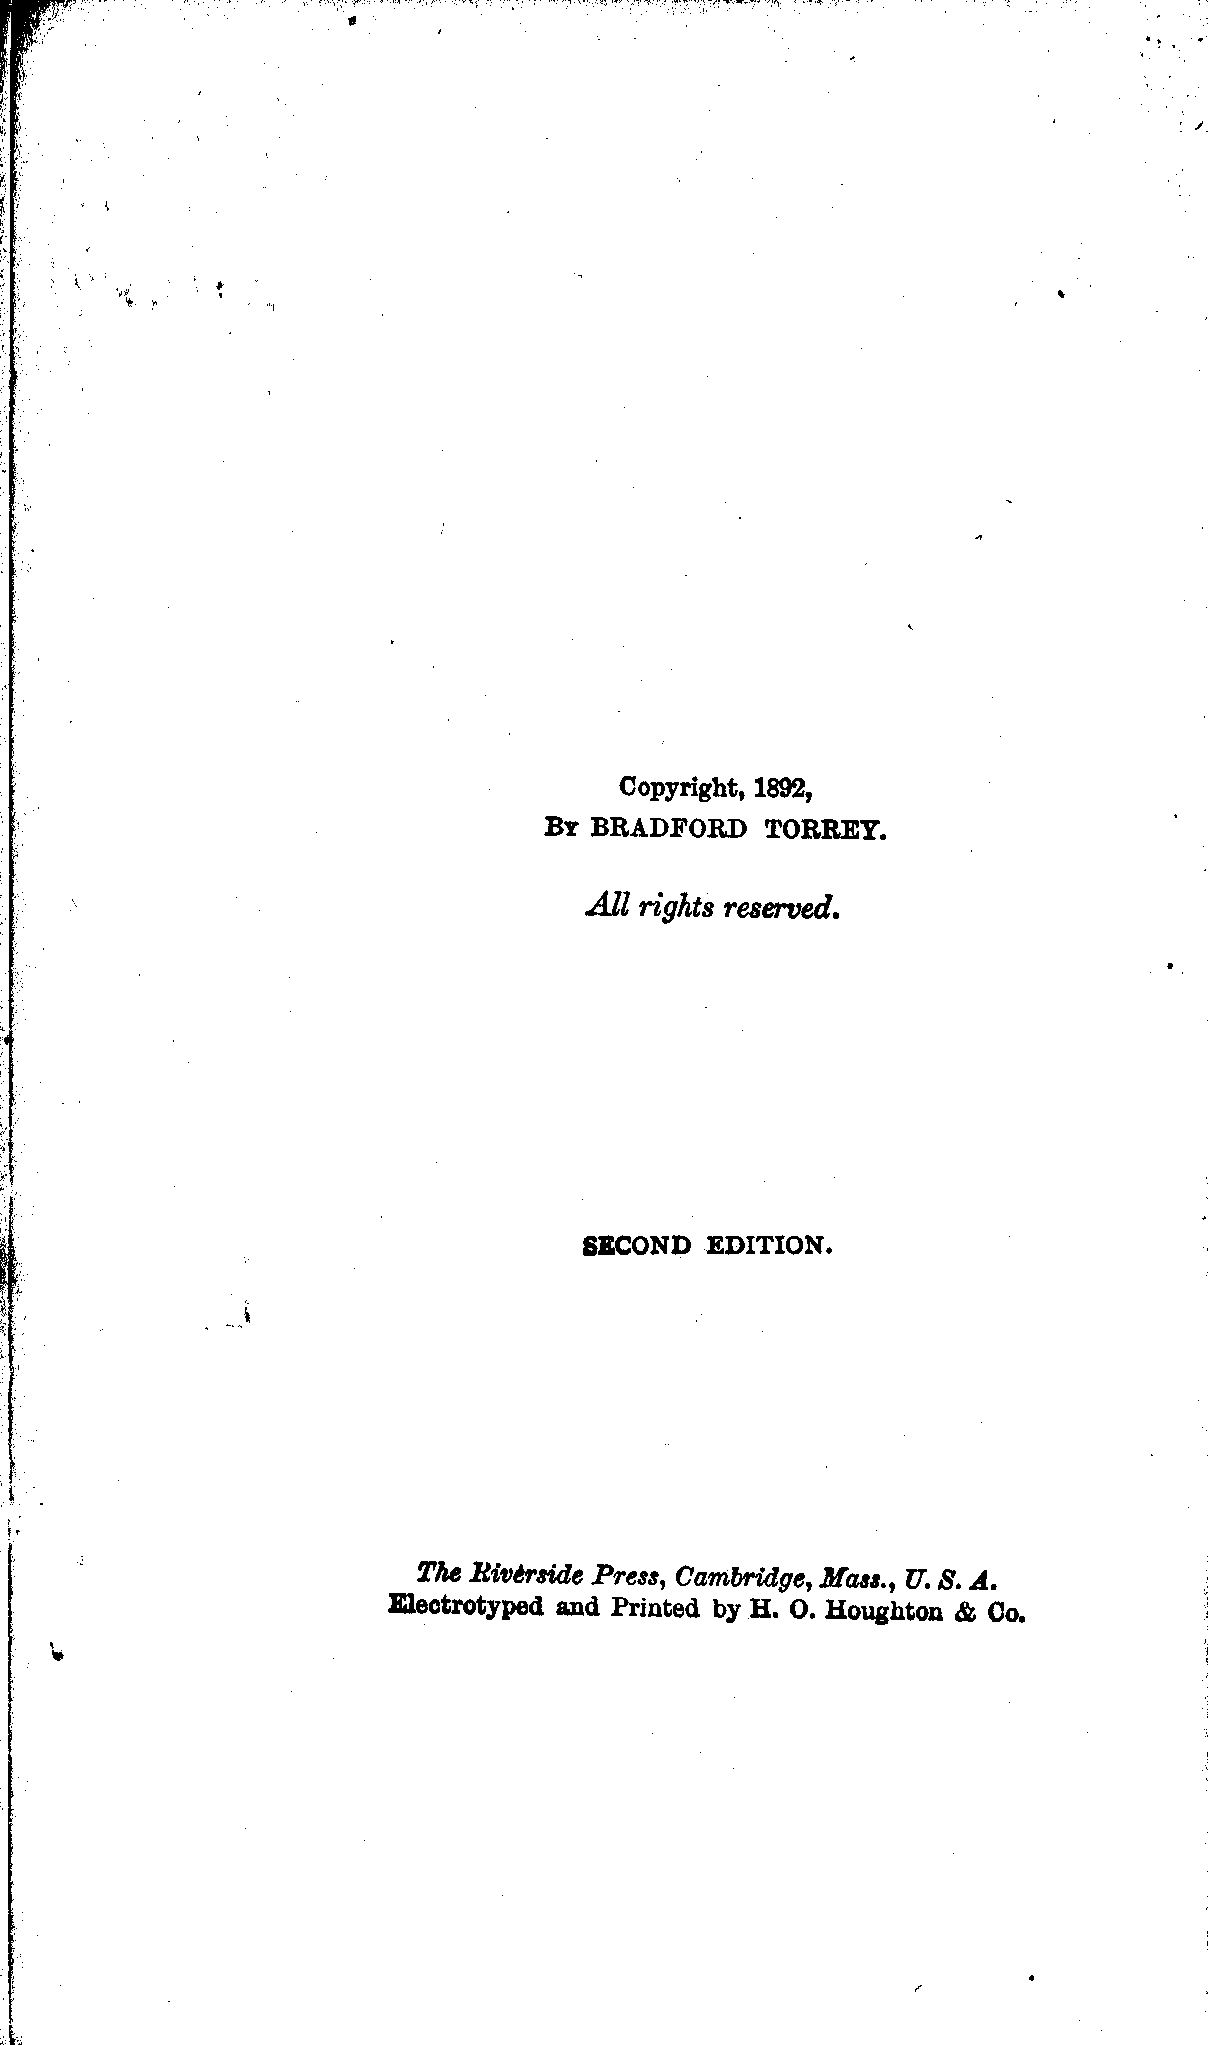 Copyright, 1892,
By BRADFORD TORREY.
All rights reserved.
SECOND EDITION.
The Riverside Press, Cambridge, Mass., U. S. A.
Electrotyped and Printed by H. O. Houghton & Co.